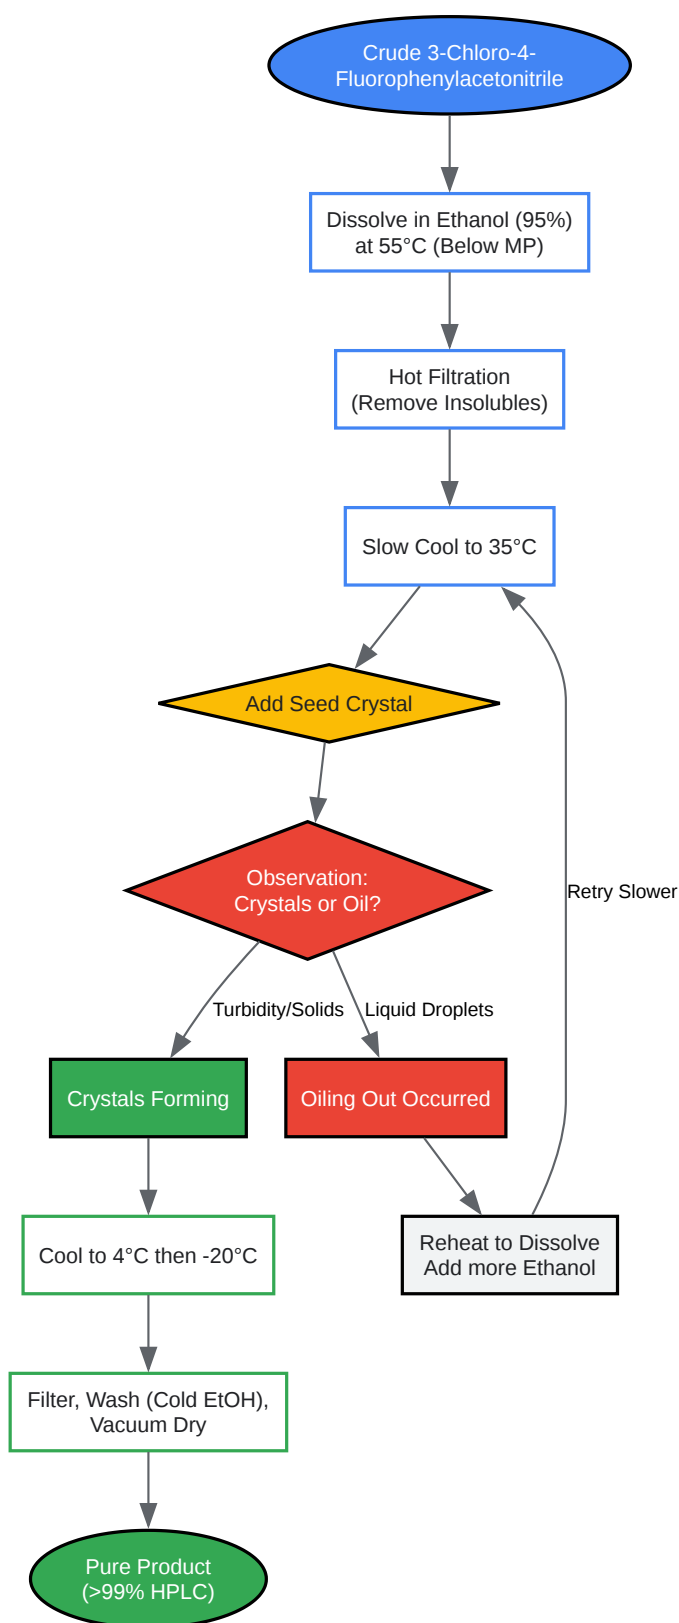 Crude 3-Chloro-4-
Fluorophenylacetonitrile
Dissolve in Ethanol (95%)
at 55°C (Below MP)
Hot Filtration
(Remove Insolubles)
Slow Cool to 35°C
Add Seed Crystal
Observation:
Crystals or Oil?
Retry Slower
Turbidity/Solids
Liquid Droplets
Crystals Forming
Oiling Out Occurred
Cool to 4°C then -20°C
Reheat to Dissolve
Add more Ethanol
Filter, Wash (Cold EtOH),
Vacuum Dry
Pure Product
(>99% HPLC)